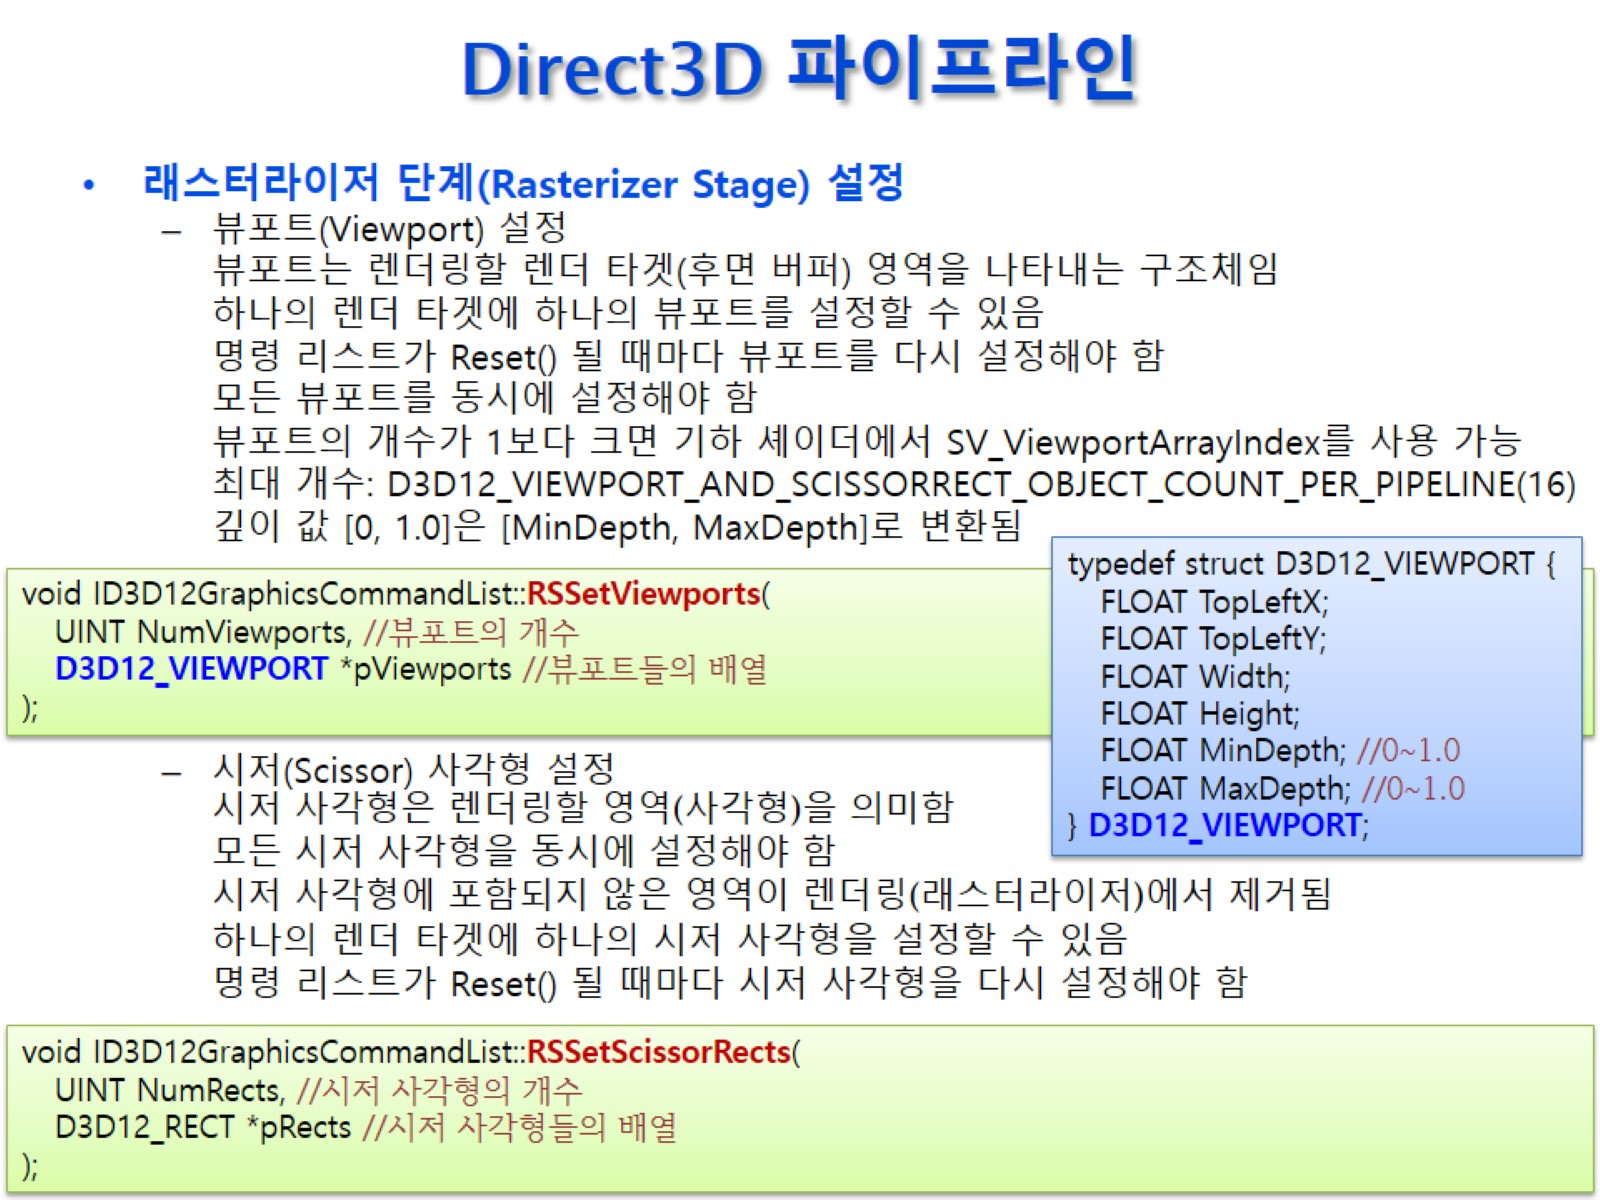 Direct3D 파이프라인
• 래스터라이저 단계(Rasterizer Stage) 설정
– 뷰포트(Viewport) 설정
뷰포트는 렌더링할 렌더 타겟(후면 버퍼) 영역을 나타내는 구조체임
하나의 렌더 타겟에 하나의 뷰포트를 설정할 수 있음
명령 리스트가 Reset() 될 때마다 뷰포트를 다시 설정해야 함
모든 뷰포트를 동시에 설정해야 함
뷰포트의 개수가 1보다 크면 기하 셰이더에서 SV_ViewportArrayIndex를 사용 가능
최대 개수: D3D12_VIEWPORT_AND_SCISSORRECT_OBJECT_COUNT_PER_PIPELINE(16)
깊이 값 [0, 1.0]은 [MinDepth, MaxDepth]로 변환됨
void ID3D12GraphicsCommandList::RSSetViewports(
UINT NumViewports, //뷰포트의 개수
D3D12_VIEWPORT *pViewports //뷰포트들의 배열
);
typedef struct D3D12_VIEWPORT {
FLOAT TopLeftX;
FLOAT TopLeftY;
FLOAT Width;
FLOAT Height;
FLOAT MinDepth; //0~1.0
FLOAT MaxDepth; //0~1.0
} D3D12_VIEWPORT;
– 시저(Scissor) 사각형 설정
시저 사각형은 렌더링할 영역(사각형)을 의미함
모든 시저 사각형을 동시에 설정해야 함
시저 사각형에 포함되지 않은 영역이 렌더링(래스터라이저)에서 제거됨
하나의 렌더 타겟에 하나의 시저 사각형을 설정할 수 있음
명령 리스트가 Reset() 될 때마다 시저 사각형을 다시 설정해야 함
void ID3D12GraphicsCommandList::RSSetScissorRects(
UINT NumRects, //시저 사각형의 개수
D3D12_RECT *pRects //시저 사각형들의 배열
);